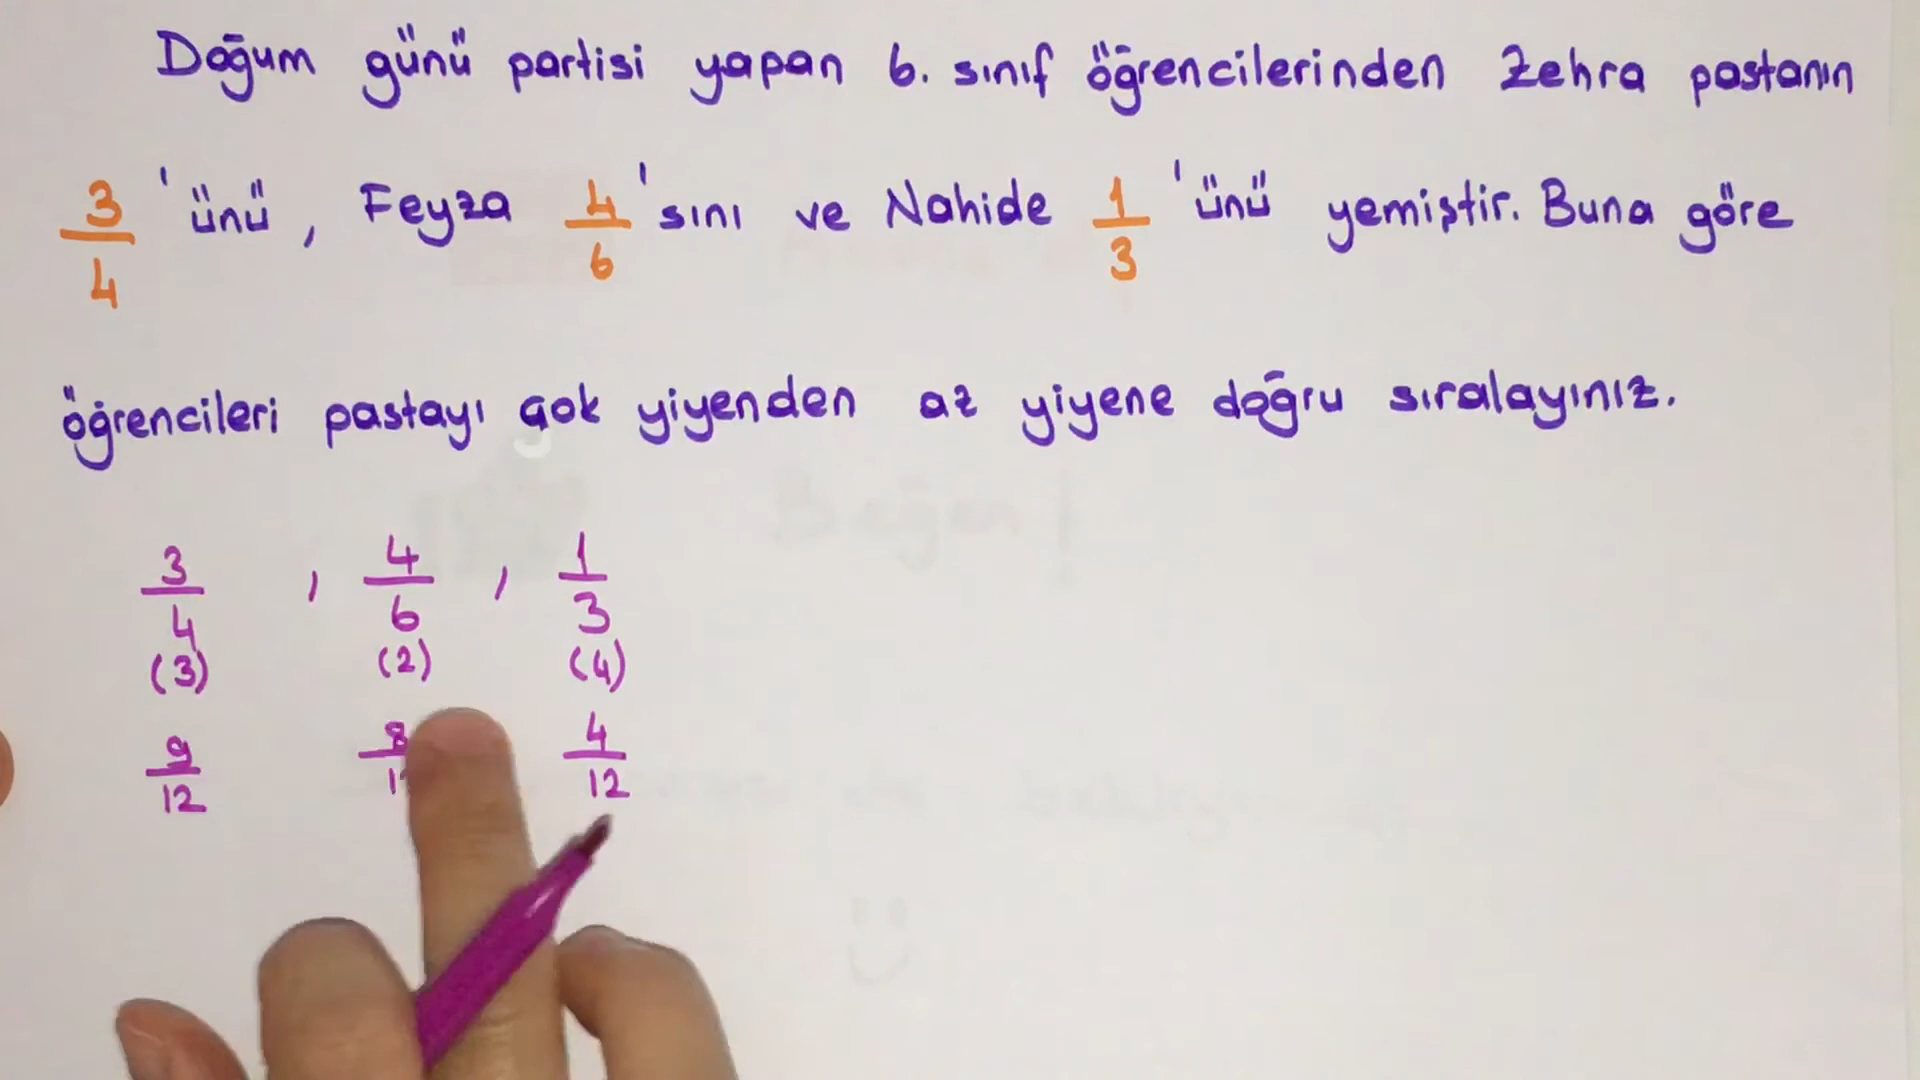 Doğum günü partisi yapan 6. sınıf öğrencilerinden Zehra pastanın
3/4 'ünü, Feyza 4/6 'sını ve Nahide 1/3 'ünü yemiştir. Buna göre
öğrencileri pastayı çok yiyenden az yiyene doğru sıralayınız.
3/4 , 4/6 , 1/3
(3) (2) (4)
9/12 4/12